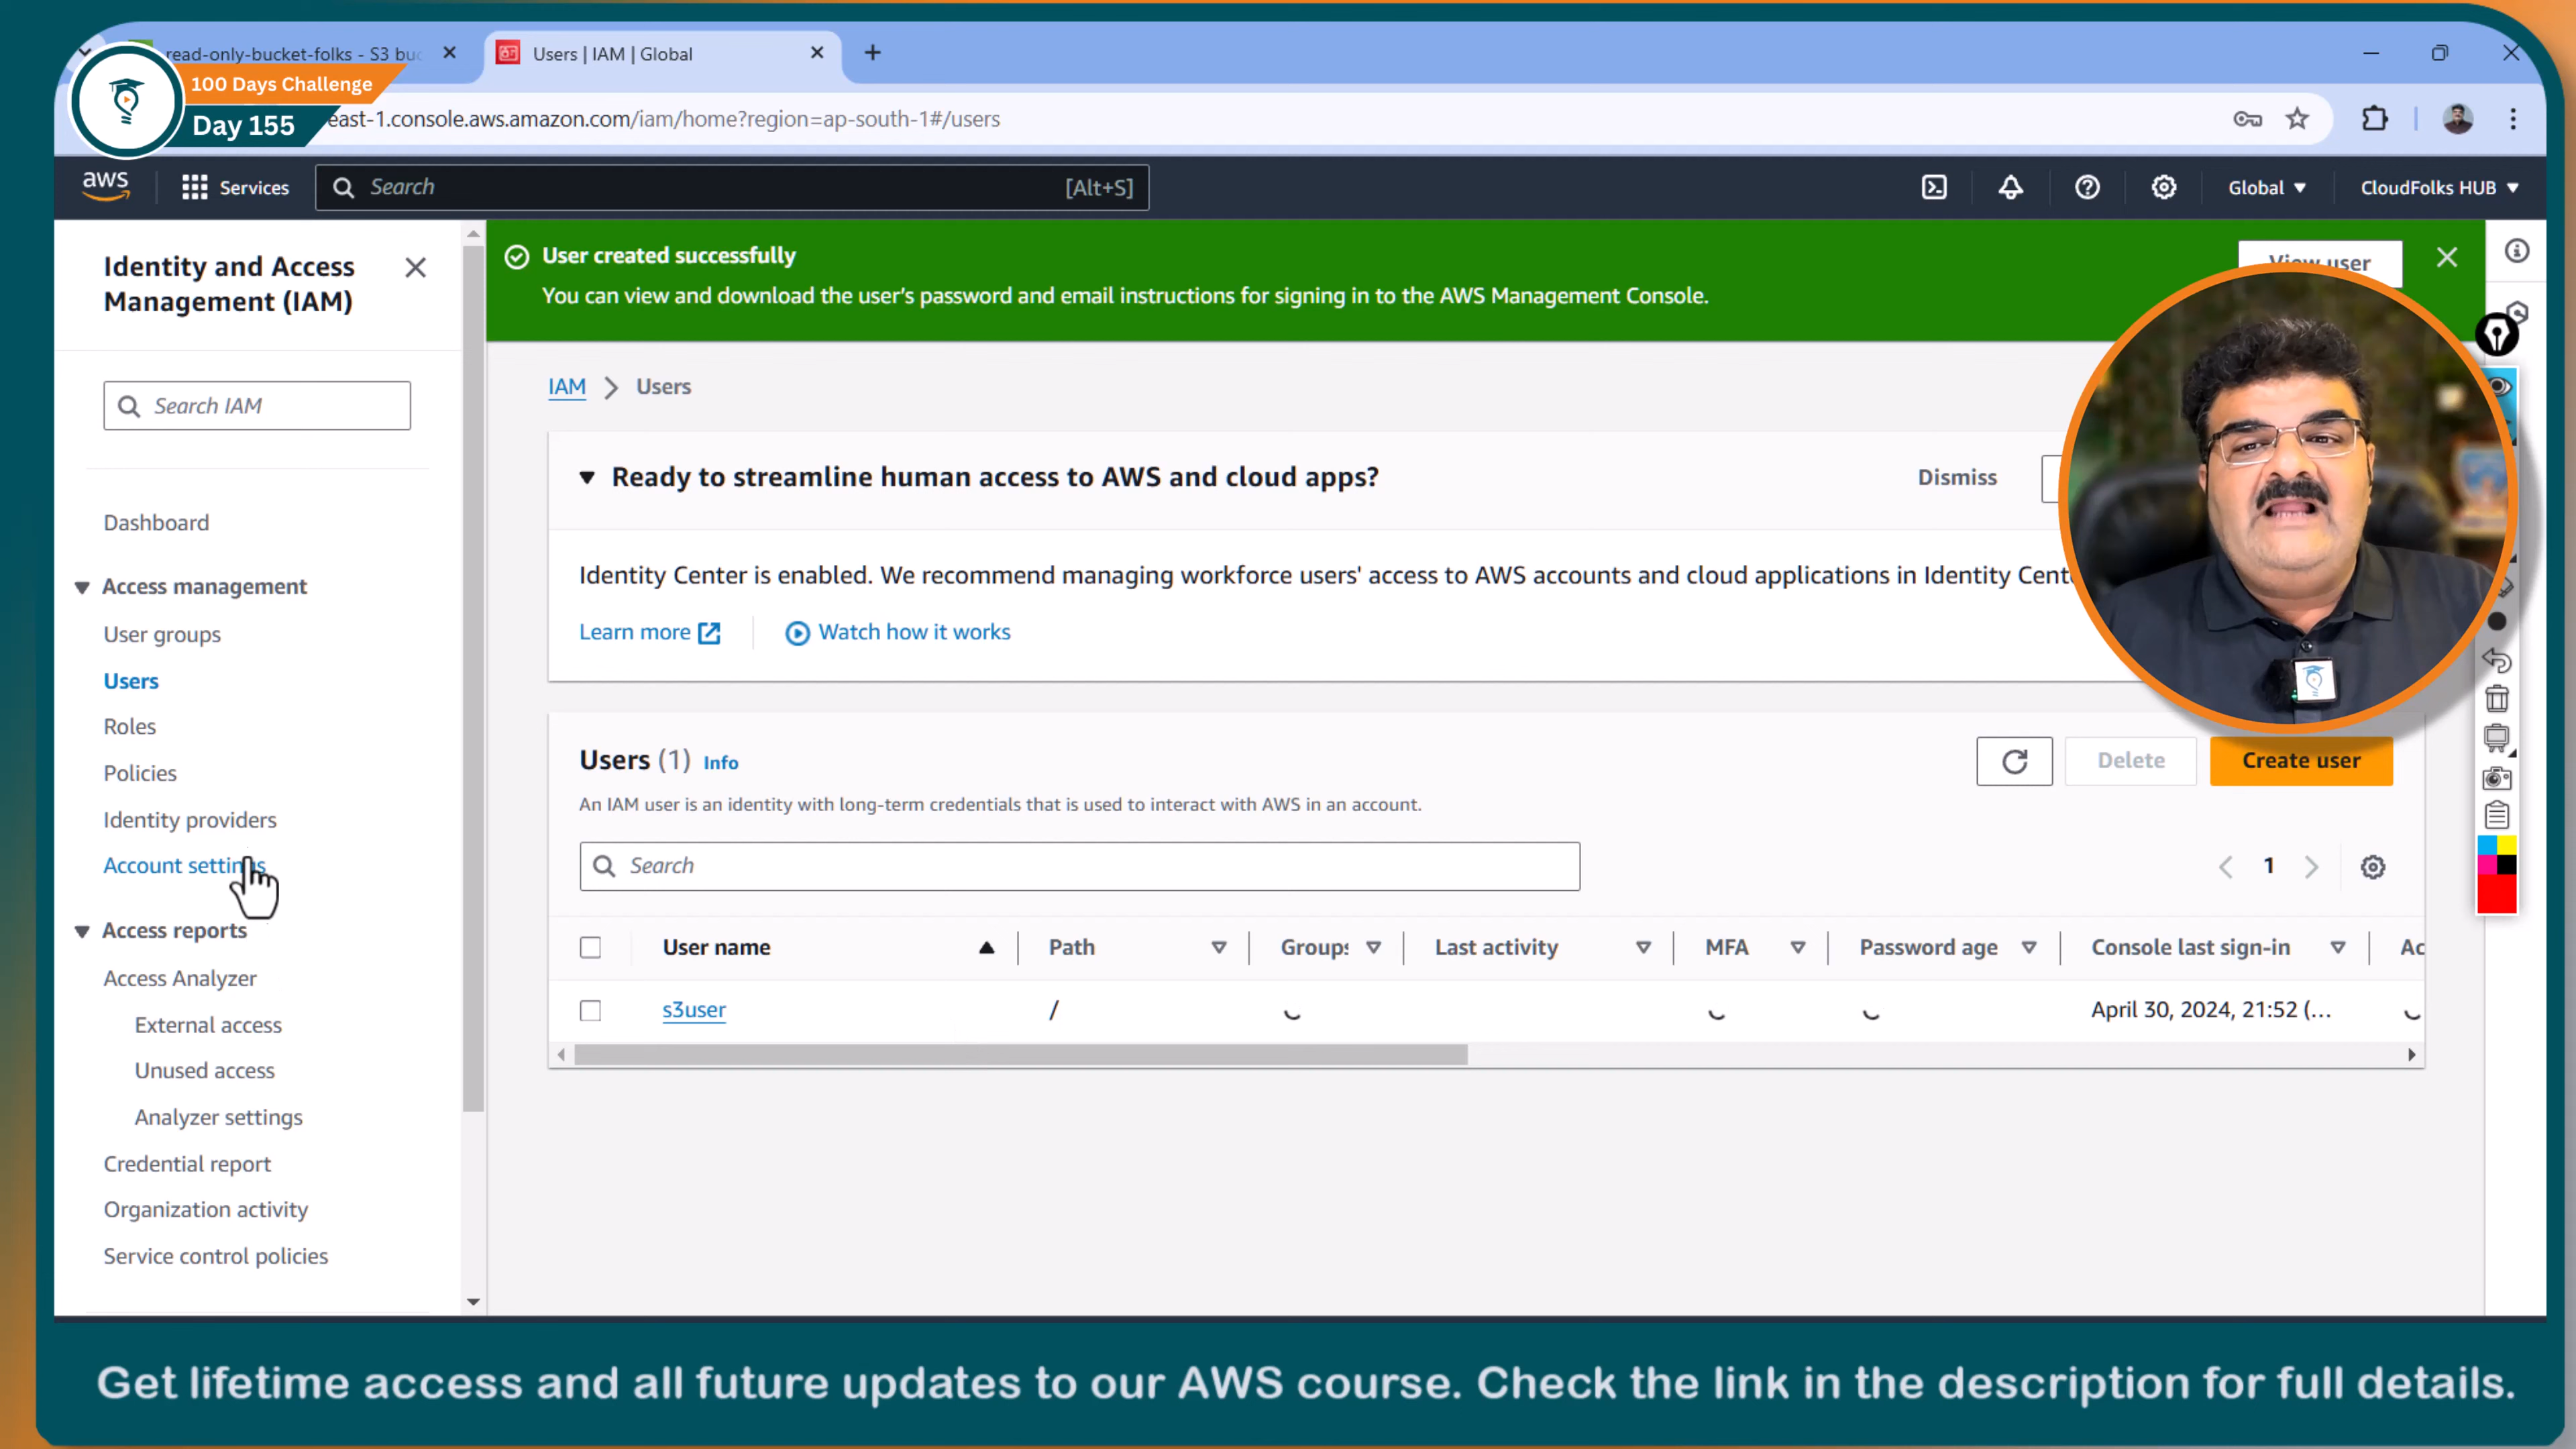 read-only-bucket-folks - S3 buc
Users | IAM | Global
100 Days Challenge
Day 155
east-1.console.aws.amazon.com/iam/home?region=ap-south-1#/users
aws
Services
Search
[Alt+S]
Global
CloudFolks HUB
Identity and Access
Management (IAM)
Search IAM
Dashboard
Access management
User groups
Users
Roles
Policies
Identity providers
Account settings
Access reports
Access Analyzer
External access
Unused access
Analyzer settings
Credential report
Organization activity
Service control policies
User created successfully
You can view and download the user's password and email instructions for signing in to the AWS Management Console.
View user
IAM
Users
Ready to streamline human access to AWS and cloud apps?
Dismiss
Identity Center is enabled. We recommend managing workforce users' access to AWS accounts and cloud applications in Identity Cent
Learn more
Watch how it works
Users (1) Info
Delete
Create user
An IAM user is an identity with long-term credentials that is used to interact with AWS in an account.
Search
1
User name
Path
Groups
Last activity
MFA
Password age
Console last sign-in
Ac
s3user
/
April 30, 2024, 21:52 (...
Get lifetime access and all future updates to our AWS course. Check the link in the description for full details.